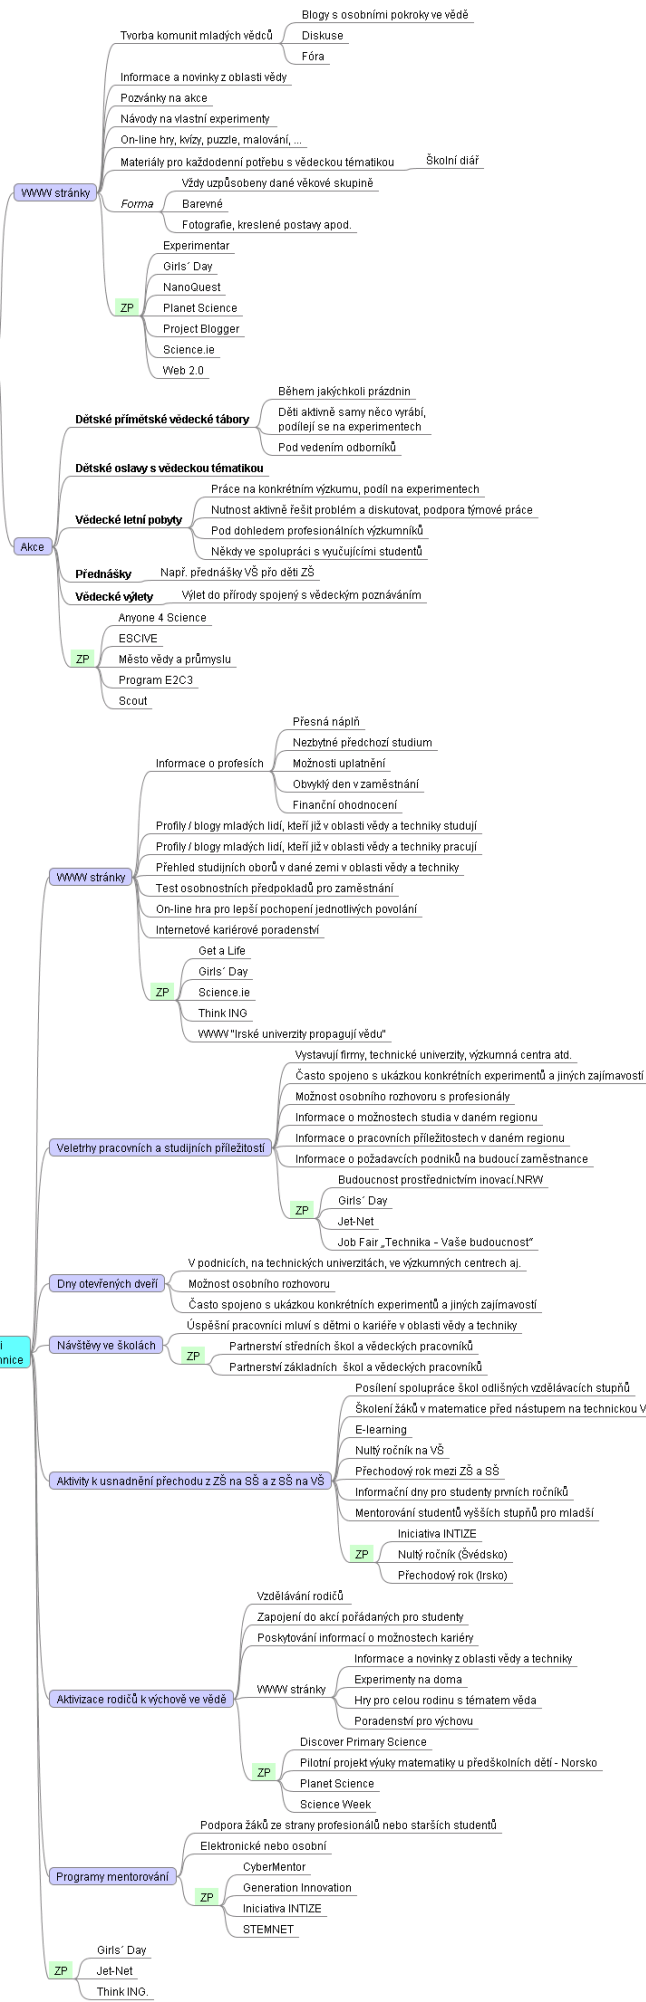 Blogy s osobními pokroky ve vědě
Tvorba komunit mladých vědců
Diskuse
Fóra
Informace a novinky z oblasti vědy
Pozvánky na akce
Návody na vlastní experimenty
On-line hry, kvízy, puzzle, malování, ...
Materiály pro každodenní potřebu s vědeckou tématikou
Školní diář
WWW stránky
Vždy uzpůsobeny dané věkové skupině
Forma
Barevné
Fotografie, kreslené postavy apod.
Experimentar
Girls´ Day
NanoQuest
ZP
Planet Science
Project Blogger
Science.ie
Web 2.0
Během jakýchkoli prázdnin
Dětské přímětské vědecké tábory
Děti aktivně samy něco vyrábí,
podílejí se na experimentech
Pod vedením odborníků
Dětské oslavy s vědeckou tématikou
Práce na konkrétním výzkumu, podíl na experimentech
Vědecké letní pobyty
Nutnost aktivně řešit problém a diskutovat, podpora týmové práce
Pod dohledem profesionálních výzkumníků
Někdy ve spolupráci s vyučujícími studentů
Akce
Přednášky
Např. přednášky VŠ přo děti ZŠ
Vědecké výlety
Výlet do přírody spojený s vědeckým poznáváním
Anyone 4 Science
ESCIVE
ZP
Město vědy a průmyslu
Program E2C3
Scout
Přesná náplň
Nezbytné předchozí studium
Informace o profesích
Možnosti uplatnění
Obvyklý den v zaměstnání
Finanční ohodnocení
Profily / blogy mladých lidí, kteří již v oblasti vědy a techniky studují
Profily / blogy mladých lidí, kteří již v oblasti vědy a techniky pracují
WWW stránky
Přehled studijních oborů v dané zemi v oblasti vědy a techniky
Test osobnostních předpokladů pro zaměstnání
On-line hra pro lepší pochopení jednotlivých povolání
Internetové kariérové poradenství
Get a Life
Girls´ Day
ZP
Science.ie
Think ING
WWW "Irské univerzity propagují vědu"
Vystavují firmy, technické univerzity, výzkumná centra atd.
Často spojeno s ukázkou konkrétních experimentů a jiných zajímavostí
Možnost osobního rozhovoru s profesionály
Informace o možnostech studia v daném regionu
Veletrhy pracovních a studijních příležitostí
Informace o pracovních příležitostech v daném regionu
Informace o požadavcích podniků na budoucí zaměstnance
Budoucnost prostřednictvím inovací.NRW
Girls´ Day
ZP
Jet-Net
Job Fair „Technika – Vaše budoucnost“
V podnicích, na technických univerzitách, ve výzkumných centrech aj.
Dny otevřených dveří
Možnost osobního rozhovoru
Často spojeno s ukázkou konkrétních experimentů a jiných zajímavostí
Úspěšní pracovníci mluví s dětmi o kariéře v oblasti vědy a techniky
i
hnice
Návštěvy ve školách
ZP
Partnerství středních škol a vědeckých pracovníků
Partnerství základních škol a vědeckých pracovníků
Posílení spolupráce škol odlišných vzdělávacích stupňů
Školení žáků v matematice před nástupem na technickou V
E-learning
Nultý ročník na VŠ
Aktivity k usnadnění přechodu z ZŠ na SŠ a z SŠ na VŠ
Přechodový rok mezi ZŠ a SŠ
Informační dny pro studenty prvních ročníků
Mentorování studentů vyšších stupňů pro mladší
Iniciativa INTIZE
ZP
Nultý ročník (Švédsko)
Přechodový rok (Irsko)
Vzdělávání rodičů
Zapojení do akcí pořádaných pro studenty
Poskytování informací o možnostech kariéry
Informace a novinky z oblasti vědy a techniky
Experimenty na doma
WWW stránky
Hry pro celou rodinu s tématem věda
Aktivizace rodičů k výchově ve vědě
Poradenství pro výchovu
Discover Primary Science
Pilotní projekt výuky matematiky u předškolních dětí - Norsko
ZP
Planet Science
Science Week
Podpora žáků ze strany profesionálů nebo starších studentů
Elektronické nebo osobní
Programy mentorování
CyberMentor
Generation Innovation
ZP
Iniciativa INTIZE
STEMNET
Girls´ Day
ZP
Jet-Net
Think ING.